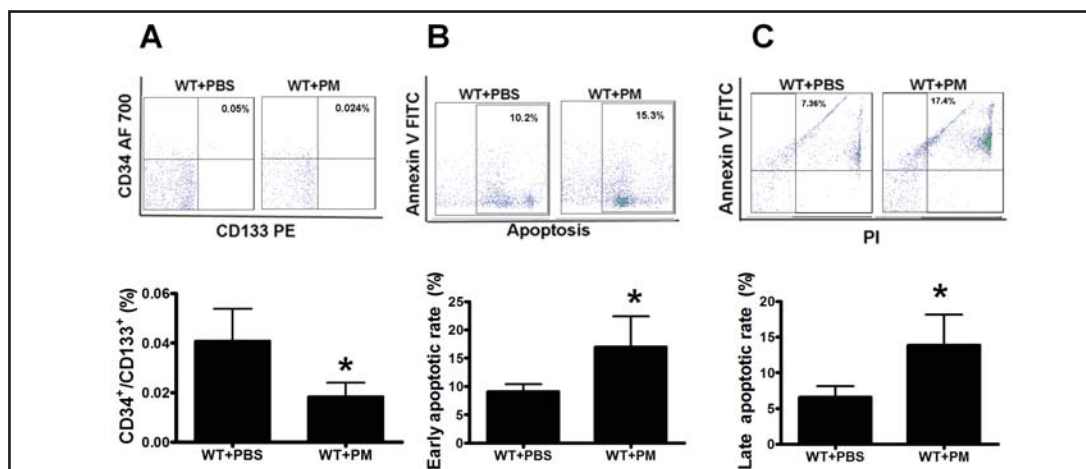 A
WT+PBS
WT+PM
0.05%
0.024%
CD34 AF 700
CD133 PE
B
WT+PBS
WT+PM
10.2%
15.3%
Annexin V FITC
Apoptosis
C
WT+PBS
WT+PM
7.36%
17.4%
Annexin V FITC
PI
CD34+/CD133+ (%)
0.06
0.04
0.02
0.00
*
WT+PBS
WT+PM
Early apoptotic rate (%)
25
20
15
10
5
0
*
WT+PBS
WT+PM
Late apoptotic rate (%)
20
15
10
5
0
*
WT+PBS
WT+PM